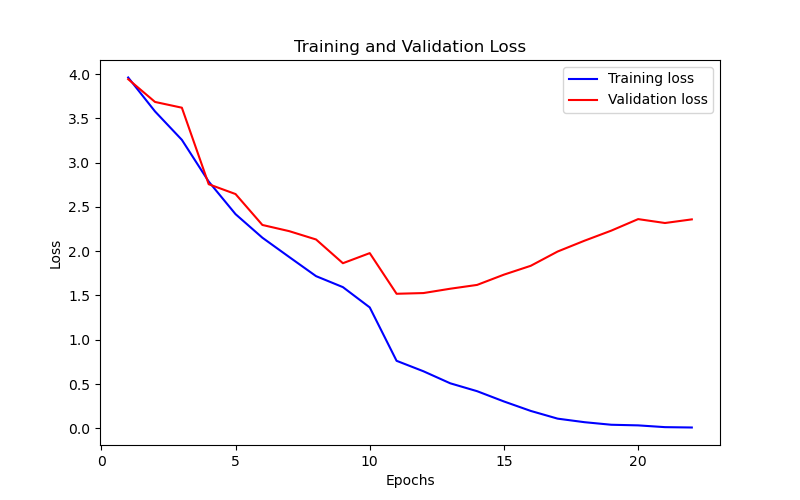 Training and Validation Loss
Training loss
Validation loss
4.0
3.5
3.0
2.5
2.0
1.5
1.0
0.5
0.0
Loss
0 5 10 15 20
Epochs